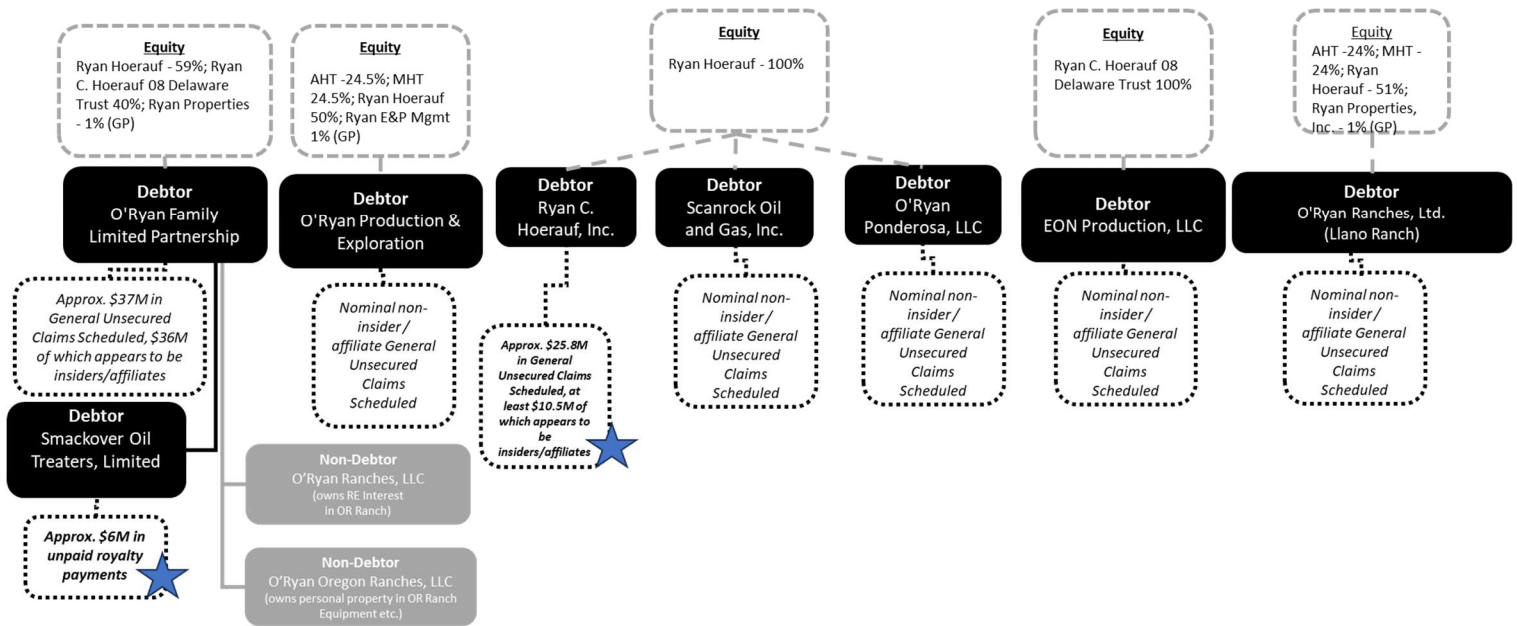 Equity
Ryan Hoerauf - 59%; Ryan
C. Hoerauf 08 Delaware
Trust 40%; Ryan Properties
- 1% (GP)
Equity
AHT -24.5%; MHT
24.5%; Ryan Hoerauf
50%; Ryan E&P Mgmt
1% (GP)
Equity
Ryan Hoerauf - 100%
Equity
Ryan C. Hoerauf 08
Delaware Trust 100%
Equity
AHT -24%; MHT -
24%; Ryan
Hoerauf - 51%;
Ryan Properties,
Inc. - 1% (GP)
Debtor
O'Ryan Family
Limited Partnership
Debtor
O'Ryan Production &
Exploration
Debtor
Ryan C.
Hoerauf, Inc.
Debtor
Scanrock Oil
and Gas, Inc.
Debtor
O'Ryan
Ponderosa, LLC
Debtor
EON Production, LLC
Debtor
O'Ryan Ranches, Ltd.
(Llano Ranch)
Approx. $37M in
General Unsecured
Claims Scheduled, $36M
of which appears to be
insiders/affiliates
Nominal non-
insider/
affiliate General
Unsecured
Claims
Scheduled
Approx. $25.8M
in General
Unsecured Claims
Scheduled, at
least $10.5M of
which appears to
be
insiders/affiliates
Nominal non-
insider/
affiliate General
Unsecured
Claims
Scheduled
Nominal non-
insider/
affiliate General
Unsecured
Claims
Scheduled
Nominal non-
insider/
affiliate General
Unsecured
Claims
Scheduled
Nominal non-
insider/
affiliate General
Unsecured
Claims
Scheduled
Debtor
Smackover Oil
Treaters, Limited
Non-Debtor
O’Ryan Ranches, LLC
(owns RE Interest
in OR Ranch)
Approx. $6M in
unpaid royalty
payments
Non-Debtor
O’Ryan Oregon Ranches, LLC
(owns personal property in OR Ranch
Equipment etc.)